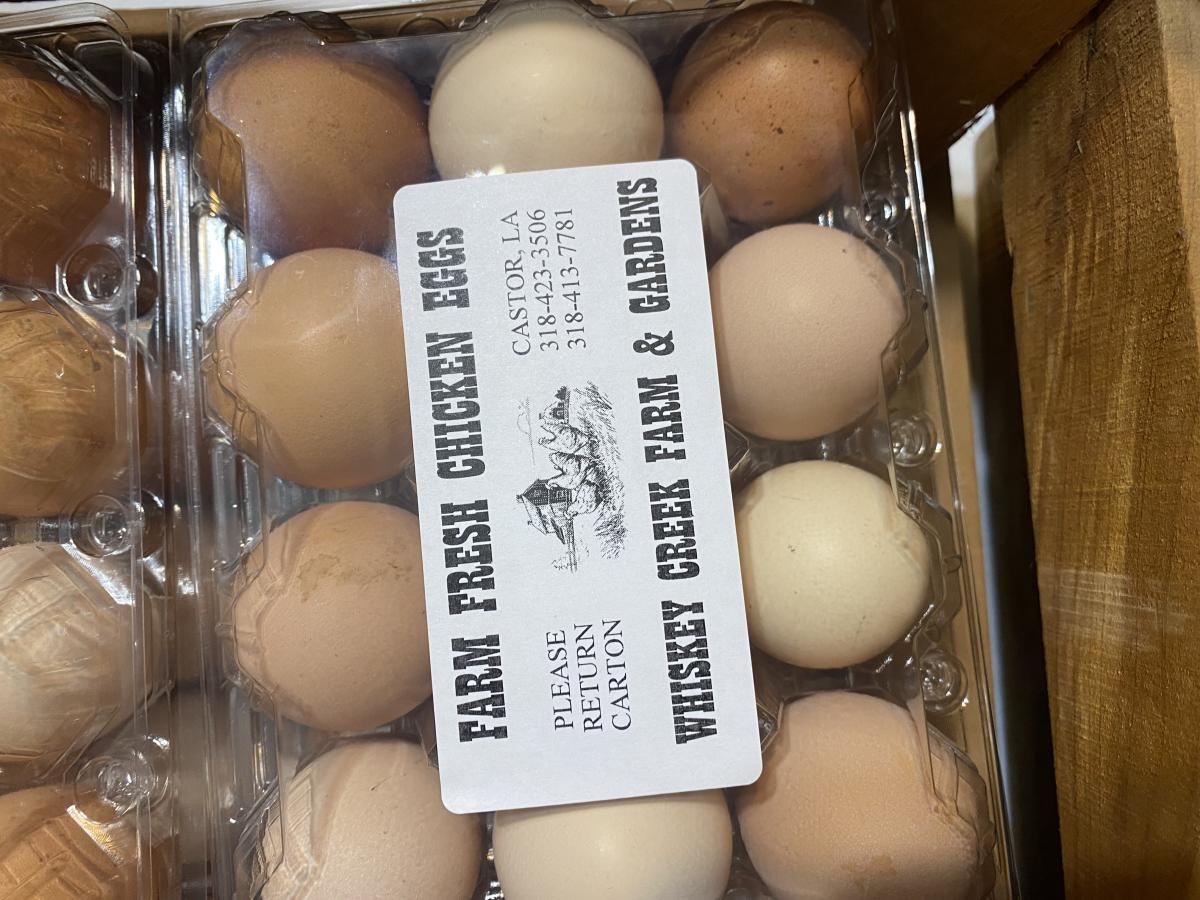 FARM FRESH CHICKEN EGGS
PLEASE
RETURN
CARTON
CASTOR, LA
318-423-3506
318-413-7781
WHISKEY CREEK FARM & GARDENS